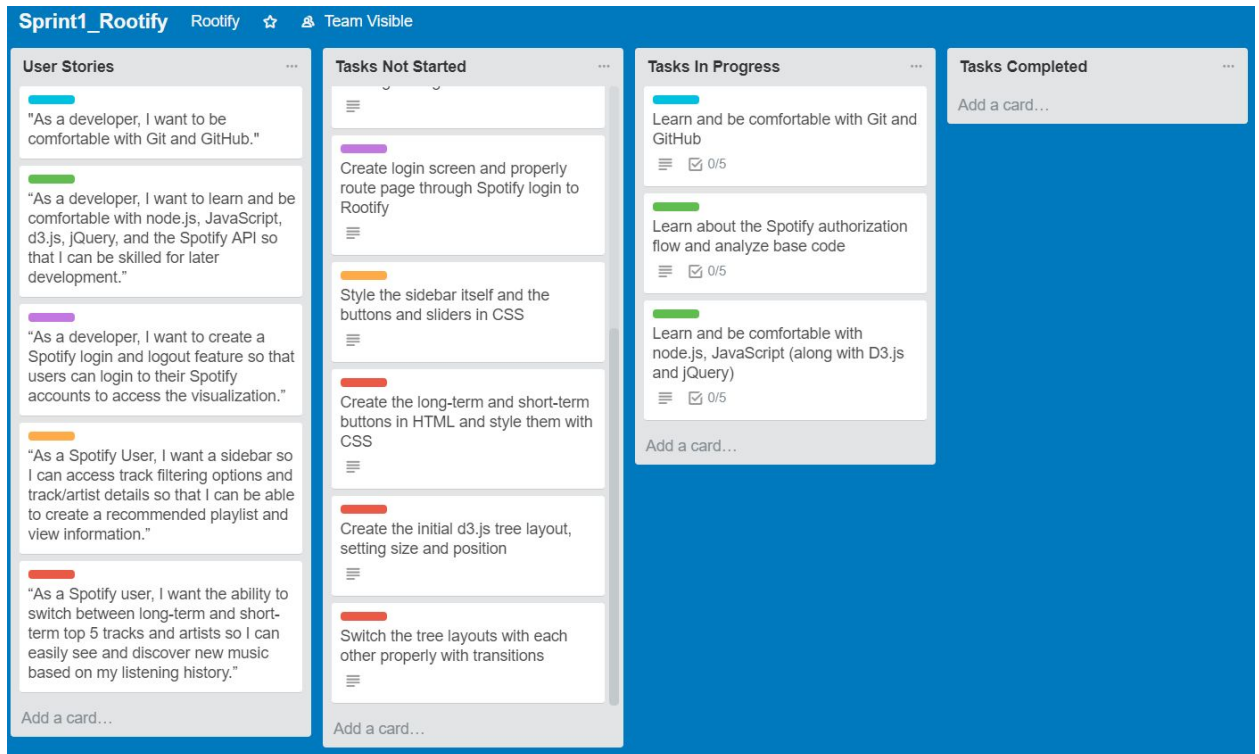 Sprint1_Rootify Rootify Team Visible
User Stories
"As a developer, I want to be
comfortable with Git and GitHub."
“As a developer, I want to learn and be
comfortable with node.js, JavaScript,
d3.js, jQuery, and the Spotify API so
that I can be skilled for later
development.”
“As a developer, I want to create a
Spotify login and logout feature so that
users can login to their Spotify
accounts to access the visualization.”
“As a Spotify User, I want a sidebar so
I can access track filtering options and
track/artist details so that I can be able
to create a recommended playlist and
view information.”
“As a Spotify user, I want the ability to
switch between long-term and short-
term top 5 tracks and artists so I can
easily see and discover new music
based on my listening history.”
Add a card…
Tasks Not Started
Create login screen and properly
route page through Spotify login to
Rootify
Style the sidebar itself and the
buttons and sliders in CSS
Create the long-term and short-term
buttons in HTML and style them with
CSS
Create the initial d3.js tree layout,
setting size and position
Switch the tree layouts with each
other properly with transitions
Add a card…
Tasks In Progress
Learn and be comfortable with Git and
GitHub
0/5
Learn about the Spotify authorization
flow and analyze base code
0/5
Learn and be comfortable with
node.js, JavaScript (along with D3.js
and jQuery)
0/5
Add a card…
Tasks Completed
Add a card…